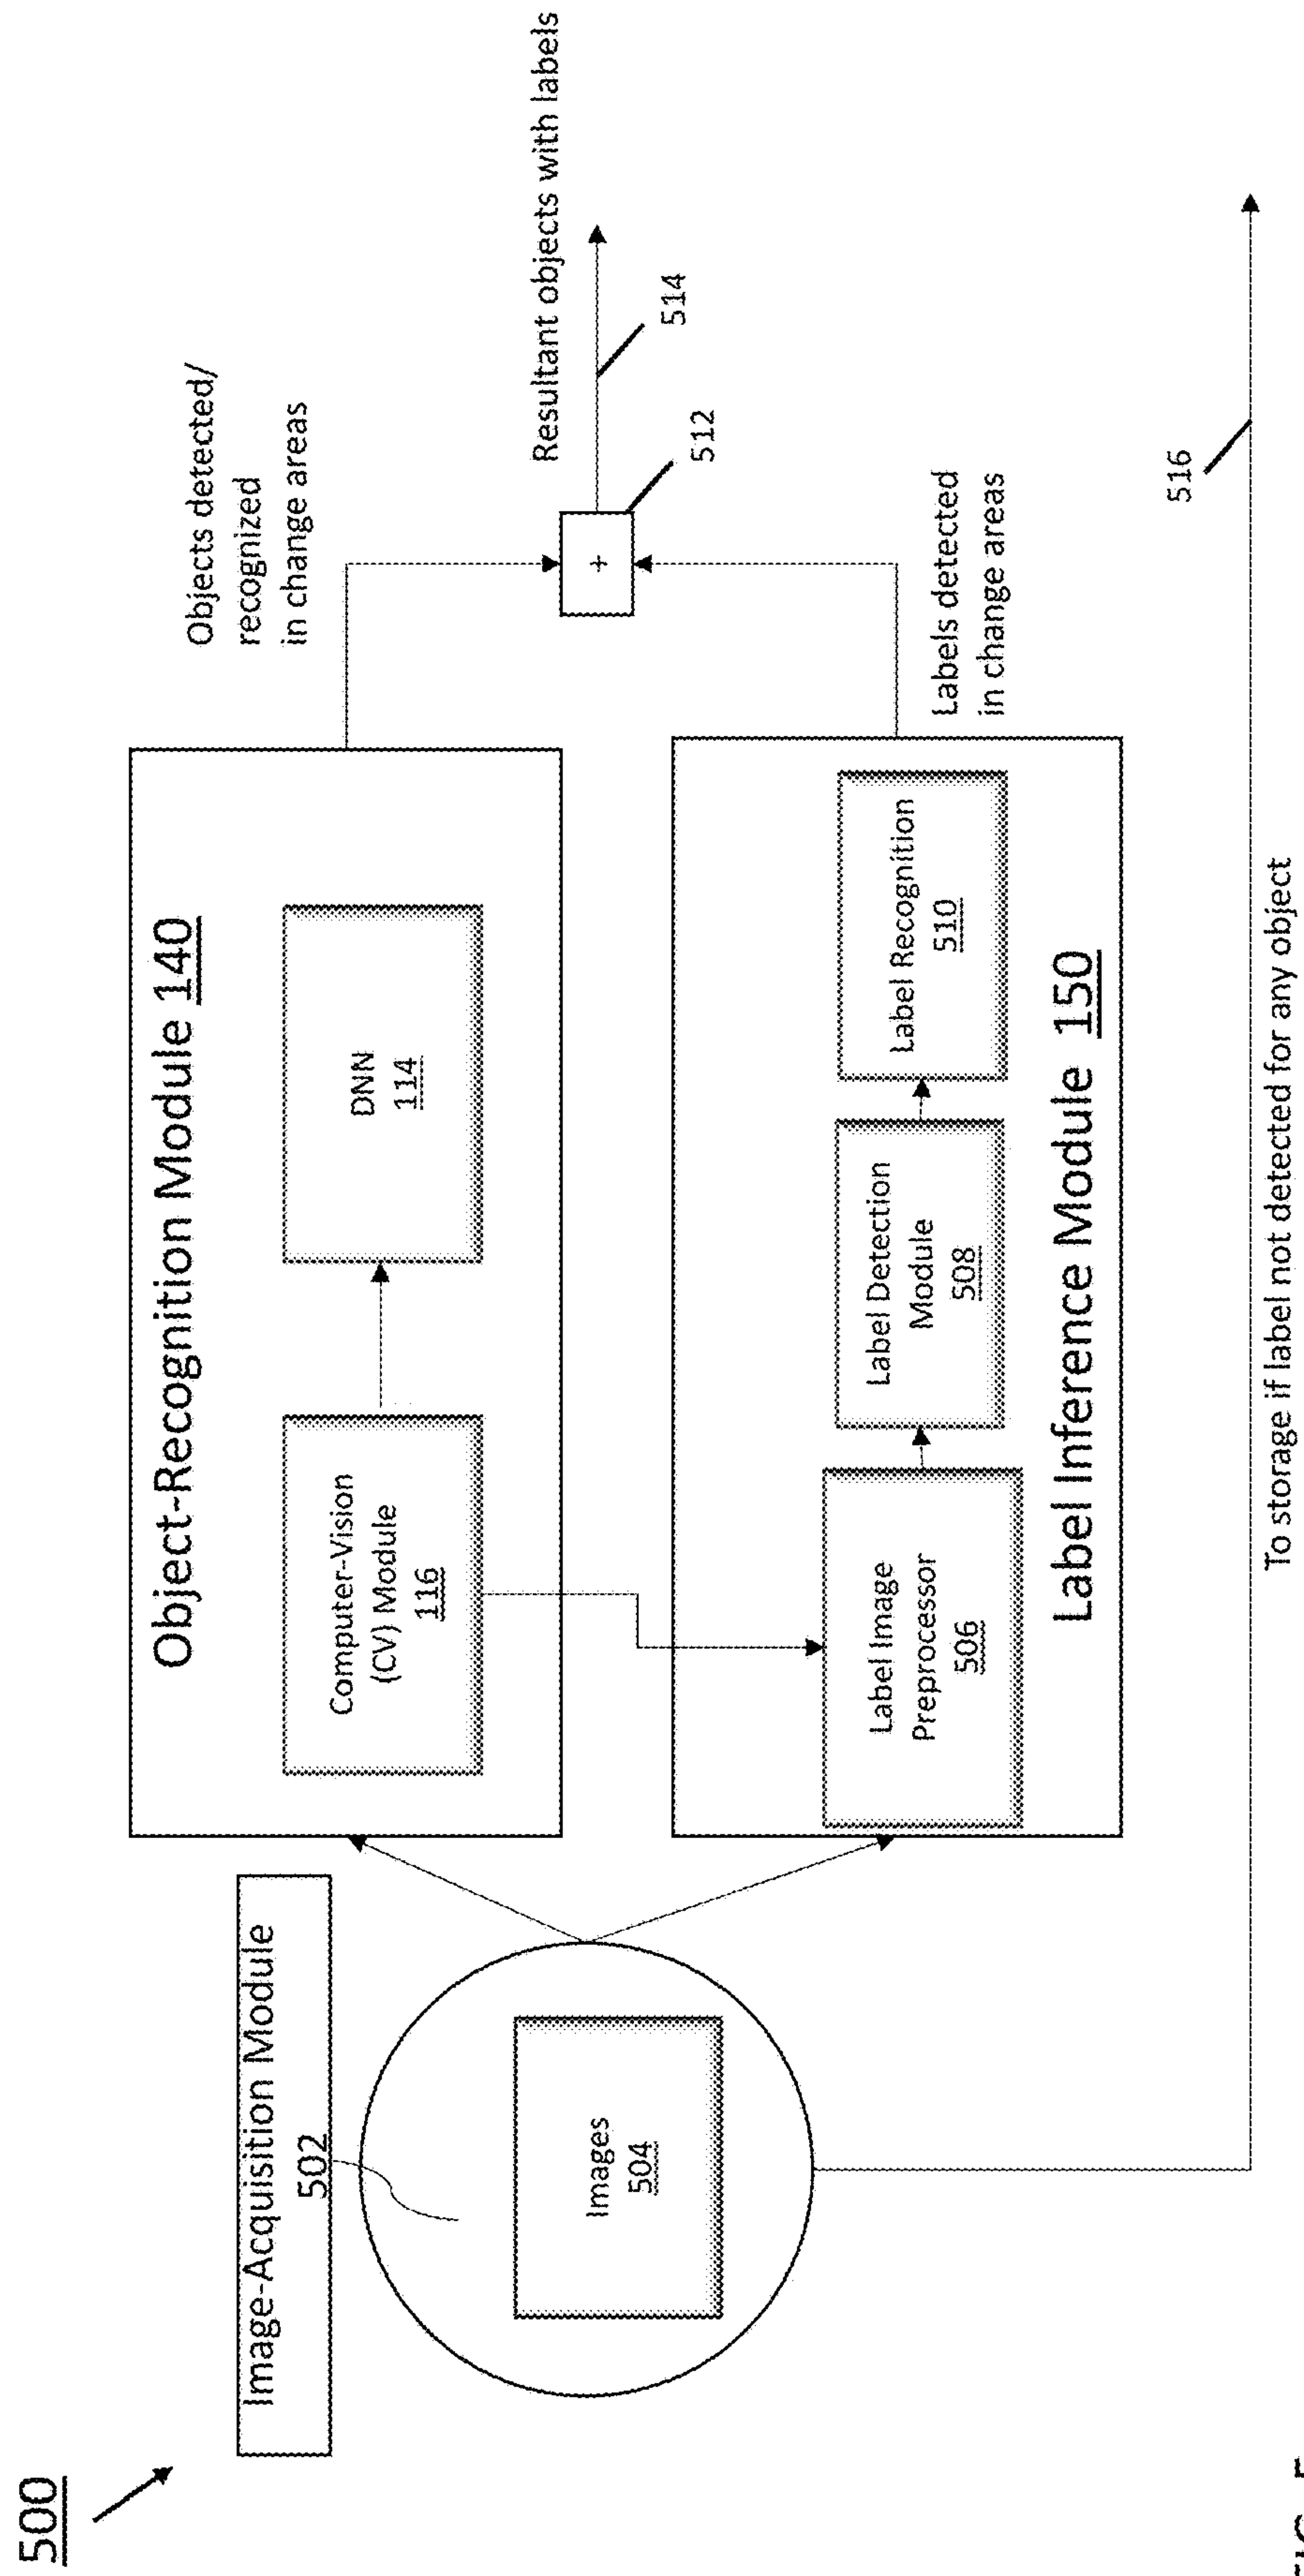 500
Image-Acquisition Module
502
Images
504
Object-Recognition Module 140
Computer-Vision
(CV) Module
116
DNN
114
Label Image
Preprocessor
506
Label Detection
Module
508
Label Recognition
510
Label Inference Module 150
Objects detected/
recognized
in change areas
Labels detected
in change areas
+
512
Resultant objects with labels
514
516
To storage if label not detected for any object